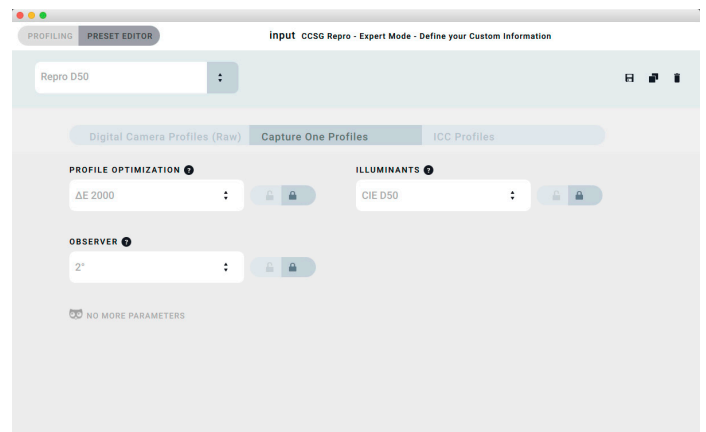 PROFILING PRESET EDITOR input CCSG Repro - Expert Mode - Define your Custom Information
Repro D50
Digital Camera Profiles (Raw) Capture One Profiles ICC Profiles
PROFILE OPTIMIZATION ? ILLUMINANTS ?
ΔE 2000 CIE D50
OBSERVER ?
2°
NO MORE PARAMETERS